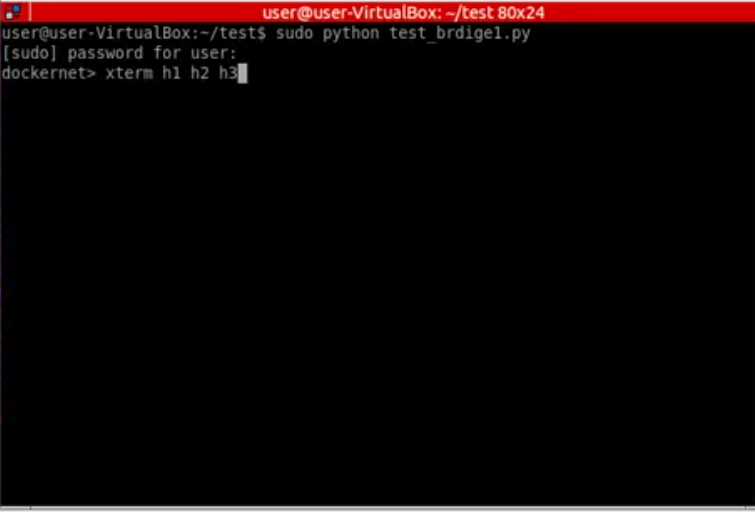 user@user-VirtualBox: ~/test 80x24
user@user-VirtualBox:~/test$ sudo python test_brdige1.py
[sudo] password for user:
dockernet> xterm h1 h2 h3